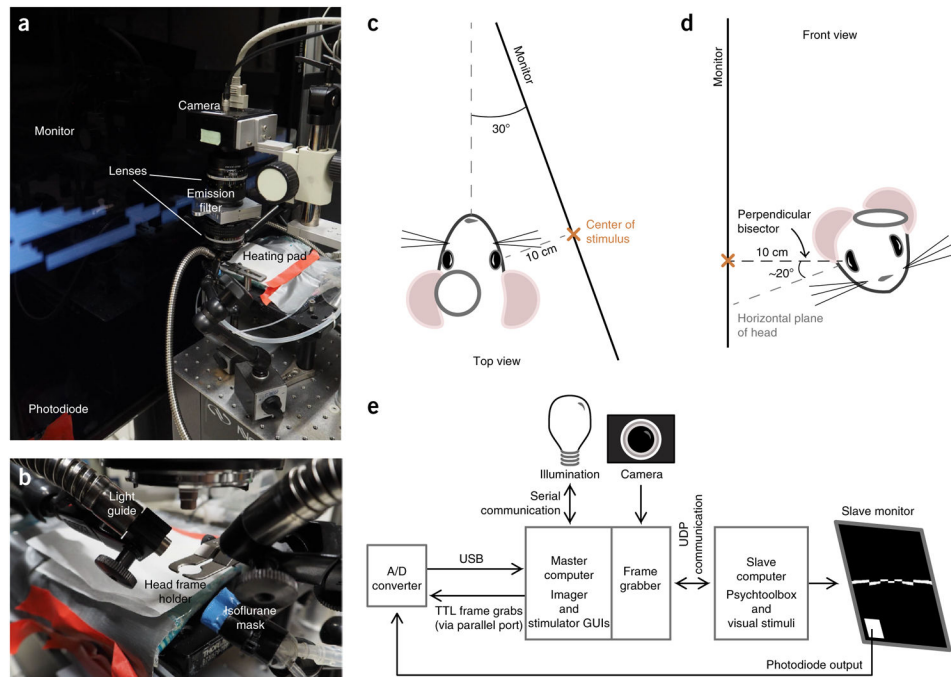 a
Camera
Monitor
Lenses
Emission
filter
Heating pad
Photodiode
b
Light
guide
Head frame
holder
Isoflurane
mask
c
Monitor
30°
Center of
stimulus
10 cm
Top view
d
Front view
Monitor
Perpendicular
bisector
10 cm
~20°
Horizontal plane
of head
e
Illumination
Camera
Serial
communication
UDP
communication
Slave monitor
A/D
converter
USB
TTL frame grabs
(via parallel port)
Master
computer
Imager
and
stimulator GUIs
Frame
grabber
Slave
computer
Psychtoolbox
and
visual stimuli
Photodiode output